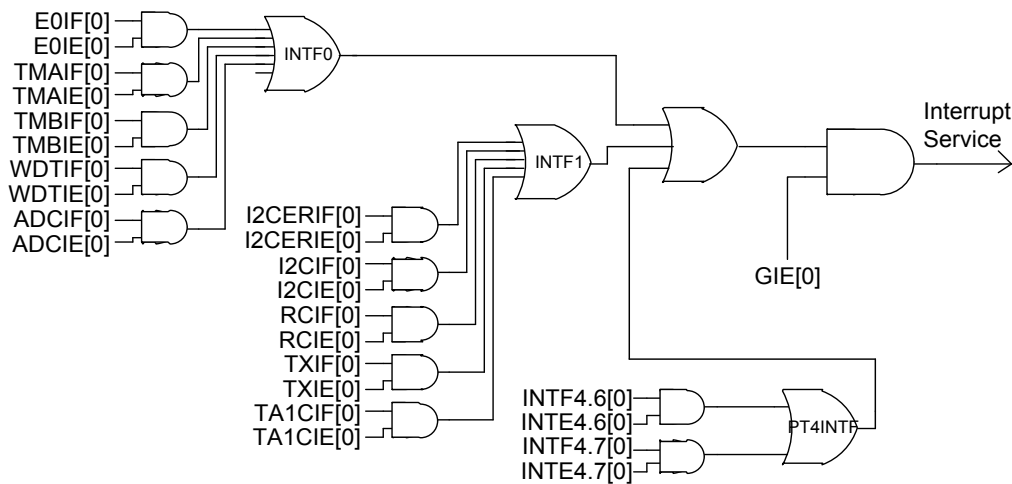 E0IF[0]
E0IE[0]
TMAIF[0]
TMAIE[0]
TMBIF[0]
TMBIE[0]
WDTIF[0]
WDTIE[0]
ADCIF[0]
ADCIE[0]
INTF0
I2CERIF[0]
I2CERIE[0]
I2CIF[0]
I2CIE[0]
RCIF[0]
RCIE[0]
TXIF[0]
TXIE[0]
TA1CIF[0]
TA1CIE[0]
INTF1
INTF4.6[0]
INTE4.6[0]
INTF4.7[0]
INTE4.7[0]
PT4INTF
GIE[0]
Interrupt
Service